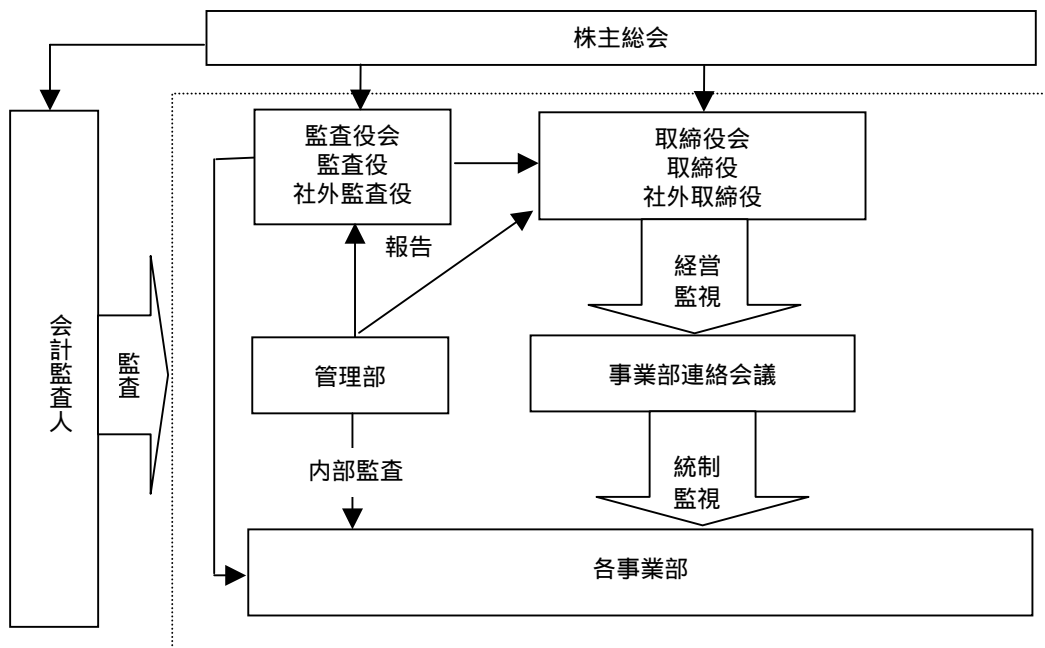 株主総会
監査役会
監査役
社外監査役
取締役会
取締役
社外取締役
報告
経営
監視
会計監査人
監査
管理部
事業部連絡会議
内部監査
統制
監視
各事業部